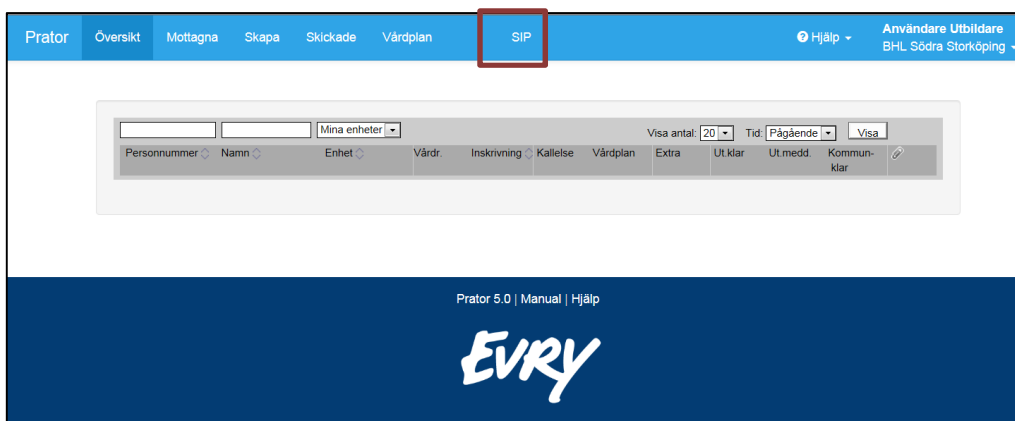 Prator Översikt Mottagna Skapa Skickade Vårdplan SIP Hjälp Användare Utbildare
BHL Södra Storköping
Mina enheter Visa antal: 20 Tid: Pågående Visa
Personnummer Namn Enhet Vårdr. Inskrivning Kallelse Vårdplan Extra Ut.klar Ut.medd. Kommun-
klar
Prator 5.0 | Manual | Hjälp
EVRY